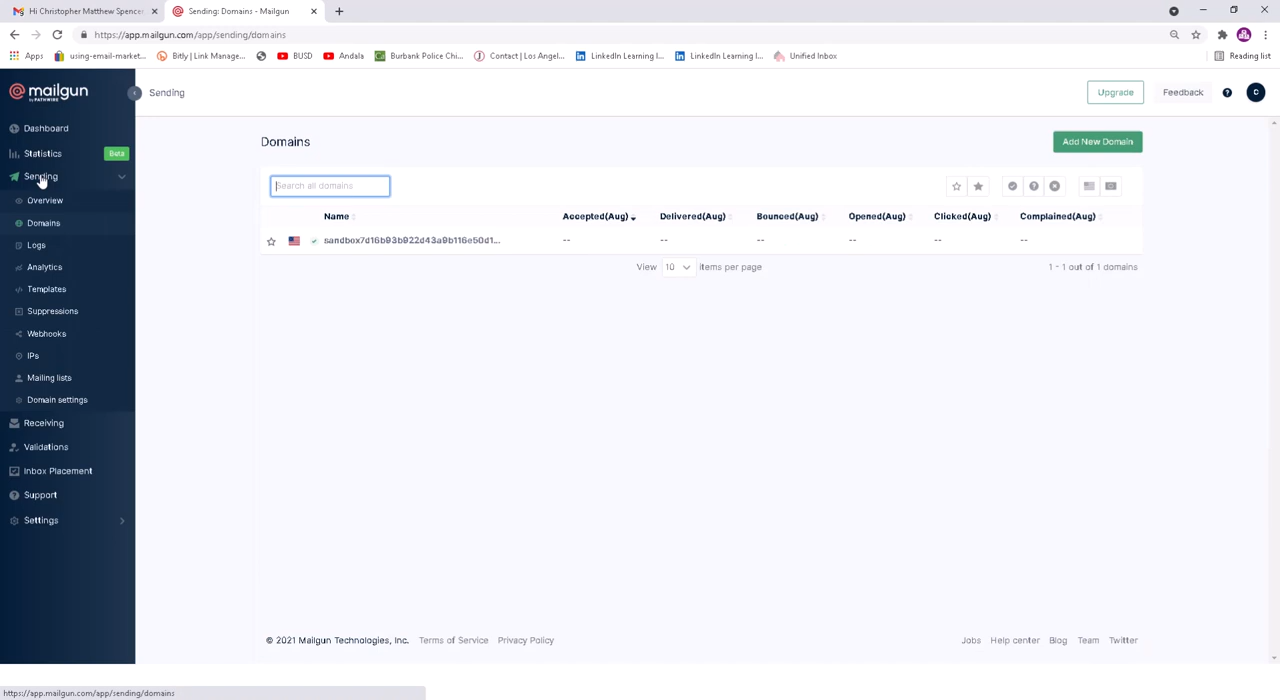 Hi Christopher Matthew Spencer
Sending: Domains - Mailgun
https://app.mailgun.com/app/sending/domains
Apps
using-email-market...
Bitly | Link Manage...
BUSD
Andala
Burbank Police Chi...
Contact | Los Angel...
LinkedIn Learning I...
LinkedIn Learning I...
Unified Inbox
Reading list
mailgun
BY PATHWIRE
Sending
Upgrade
Feedback
C
Dashboard
Statistics
Beta
Sending
Overview
Domains
Logs
Analytics
Templates
Suppressions
Webhooks
IPs
Mailing lists
Domain settings
Receiving
Validations
Inbox Placement
Support
Settings
Domains
Add New Domain
Search all domains
Name
Accepted(Aug)
Delivered(Aug)
Bounced(Aug)
Opened(Aug)
Clicked(Aug)
Complained(Aug)
sandbox7d16b93b922d43a9b116e50d1...
--
--
--
--
--
--
View 10 items per page
1 - 1 out of 1 domains
© 2021 Mailgun Technologies, Inc.
Terms of Service
Privacy Policy
Jobs
Help center
Blog
Team
Twitter
https://app.mailgun.com/app/sending/domains